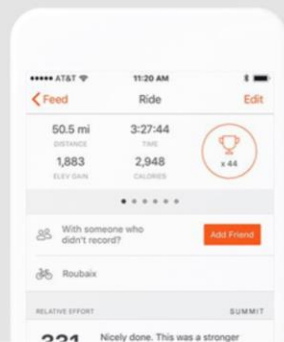 AT&T 11:20 AM
Feed Ride Edit
50.5 mi 3:27:44
DISTANCE TIME
1,883 2,948 x 44
ELEV GAIN CALORIES
With someone who
didn't record? Add Friend
Roubaix
RELATIVE EFFORT SUMMIT
331 Nicely done. This was a stronger